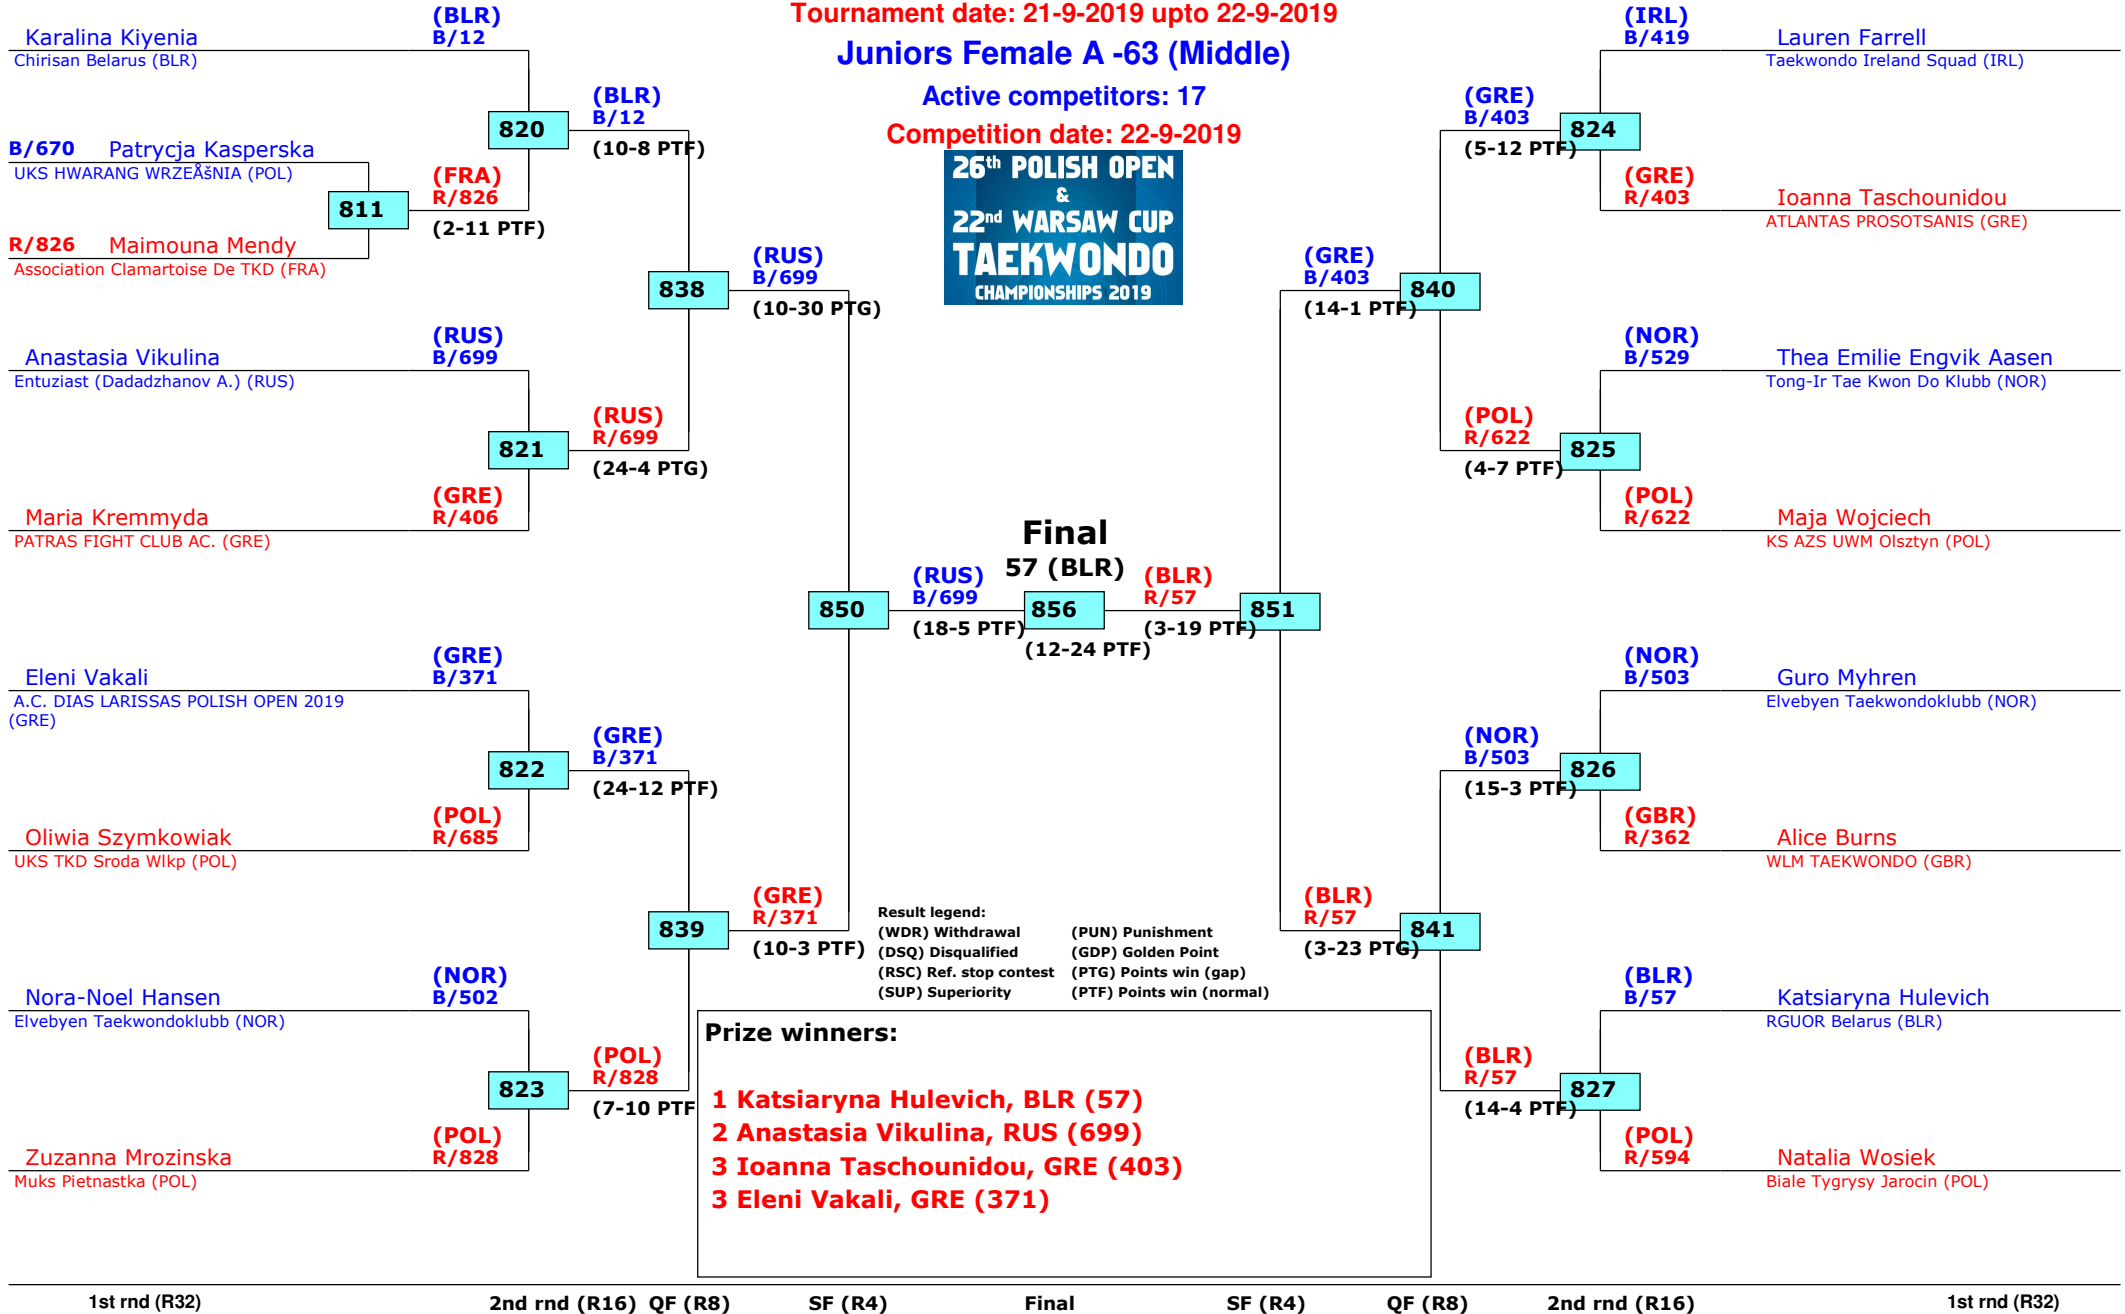 Tournament date: 21-9-2019 upto 22-9-2019
Juniors Female A -63 (Middle)
Active competitors: 17
Competition date: 22-9-2019
26th POLISH OPEN
&
22nd WARSAW CUP
TAEKWONDO
CHAMPIONSHIPS 2019
(BLR)
Karalina Kiyenia B/12
Chirisan Belarus (BLR)
B/670 Patrycja Kasperska
UKS HWARANG WRZEÅšNIA (POL)
811
R/826 Maimouna Mendy
Association Clamartoise De TKD (FRA)
(FRA)
R/826
(2-11 PTF)
820
(BLR)
B/12
(10-8 PTF)
(RUS)
Anastasia Vikulina B/699
Entuziast (Dadadzhanov A.) (RUS)
821
(GRE)
Maria Kremmyda R/406
PATRAS FIGHT CLUB AC. (GRE)
(RUS)
R/699
(24-4 PTG)
838
(RUS)
B/699
(10-30 PTG)
(GRE)
Eleni Vakali B/371
A.C. DIAS LARISSAS POLISH OPEN 2019
(GRE)
822
(POL)
Oliwia Szymkowiak R/685
UKS TKD Sroda Wlkp (POL)
(GRE)
B/371
(24-12 PTF)
(NOR)
Nora-Noel Hansen B/502
Elvebyen Taekwondoklubb (NOR)
823
(POL)
Zuzanna Mrozinska R/828
Muks Pietnastka (POL)
(POL)
R/828
(7-10 PTF
839
(GRE)
R/371
(10-3 PTF)
850
(RUS)
B/699
(18-5 PTF)
Final
57 (BLR)
856
(12-24 PTF)
(BLR)
R/57
(3-19 PTF)
851
(GRE)
B/403
(14-1 PTF)
840
(GRE)
B/403
(5-12 PTF)
824
(IRL)
B/419 Lauren Farrell
Taekwondo Ireland Squad (IRL)
(GRE)
R/403 Ioanna Taschounidou
ATLANTAS PROSOTSANIS (GRE)
(NOR)
B/529 Thea Emilie Engvik Aasen
Tong-Ir Tae Kwon Do Klubb (NOR)
(POL)
R/622
(4-7 PTF)
825
(POL)
R/622 Maja Wojciech
KS AZS UWM Olsztyn (POL)
(NOR)
B/503 Guro Myhren
Elvebyen Taekwondoklubb (NOR)
(NOR)
B/503
(15-3 PTF)
826
(GBR)
R/362 Alice Burns
WLM TAEKWONDO (GBR)
(BLR)
R/57
(3-23 PTG)
841
(BLR)
B/57 Katsiaryna Hulevich
RGUOR Belarus (BLR)
(BLR)
R/57
(14-4 PTF)
827
(POL)
R/594 Natalia Wosiek
Biale Tygrysy Jarocin (POL)
Result legend:
(WDR) Withdrawal (PUN) Punishment
(DSQ) Disqualified (GDP) Golden Point
(RSC) Ref. stop contest (PTG) Points win (gap)
(SUP) Superiority (PTF) Points win (normal)
Prize winners:
1 Katsiaryna Hulevich, BLR (57)
2 Anastasia Vikulina, RUS (699)
3 Ioanna Taschounidou, GRE (403)
3 Eleni Vakali, GRE (371)
1st rnd (R32) 2nd rnd (R16) QF (R8) SF (R4) Final SF (R4) QF (R8) 2nd rnd (R16) 1st rnd (R32)